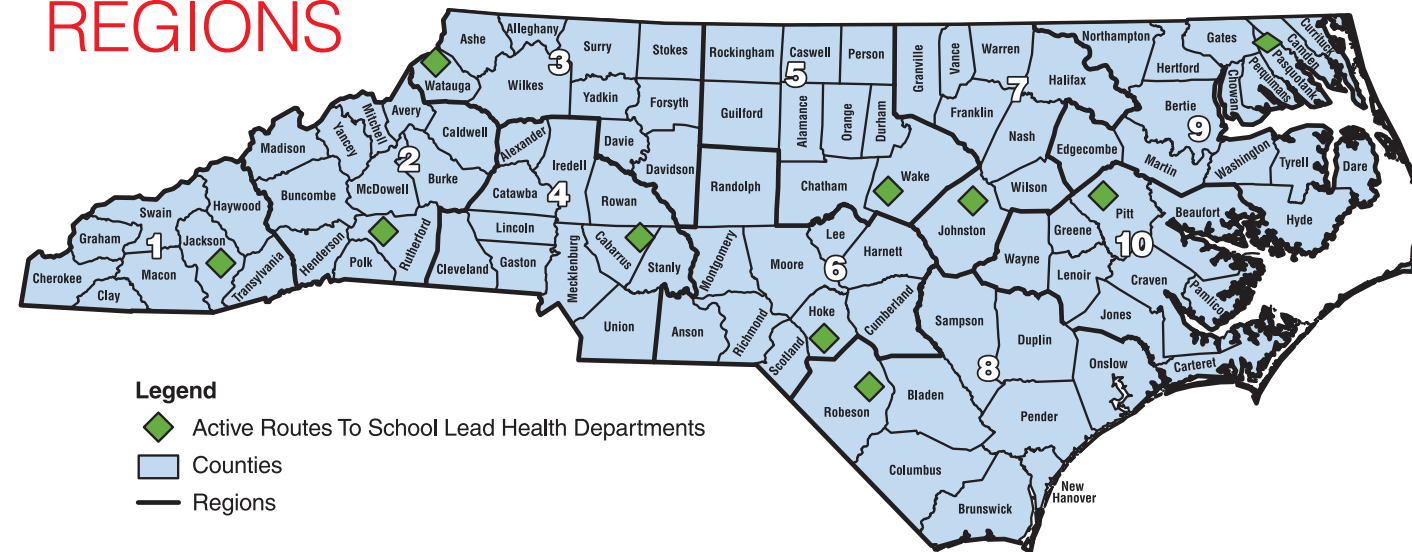 REGIONS
Ashe
Alleghany
Surry
Stokes
Rockingham
Caswell
Person
Granville
Vance
Warren
Northampton
Gates
Currituck
Camden
Pasquotank
Perquimans
Chowan
Hertford
Halifax
3
5
7
9
Watauga
Wilkes
Yadkin
Forsyth
Guilford
Alamance
Orange
Durham
Franklin
Nash
Bertie
Edgecombe
Martin
Washington
Tyrell
Dare
Avery
Mitchell
Yancey
Madison
Caldwell
Alexander
Iredell
Davie
Davidson
Randolph
Chatham
Wake
Wilson
2
4
Buncombe
McDowell
Burke
Catawba
Rowan
Swain
Haywood
Graham
1
Jackson
Cherokee
Clay
Macon
Transylvania
Henderson
Polk
Rutherford
Cleveland
Lincoln
Gaston
Mecklenburg
Cabarrus
Stanly
Union
Anson
Montgomery
Richmond
Moore
Lee
Harnett
6
Hoke
Scotland
Cumberland
Johnston
Wayne
Greene
Pitt
10
Beaufort
Hyde
Lenoir
Craven
Pamlico
Jones
Carteret
Onslow
Sampson
Duplin
8
Robeson
Bladen
Pender
Columbus
Brunswick
New
Hanover
Legend
Active Routes To School Lead Health Departments
Counties
Regions